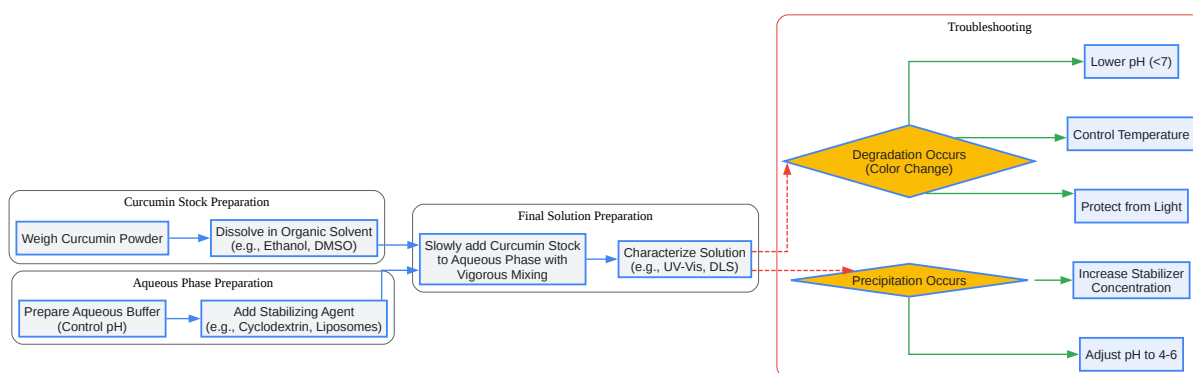 Curcumin Stock Preparation
Weigh Curcumin Powder
Dissolve in Organic Solvent
(e.g., Ethanol, DMSO)
Aqueous Phase Preparation
Prepare Aqueous Buffer
(Control pH)
Add Stabilizing Agent
(e.g., Cyclodextrin, Liposomes)
Final Solution Preparation
Slowly add Curcumin Stock
to Aqueous Phase with
Vigorous Mixing
Characterize Solution
(e.g., UV-Vis, DLS)
Troubleshooting
Degradation Occurs
(Color Change)
Lower pH (<7)
Control Temperature
Protect from Light
Precipitation Occurs
Increase Stabilizer
Concentration
Adjust pH to 4-6